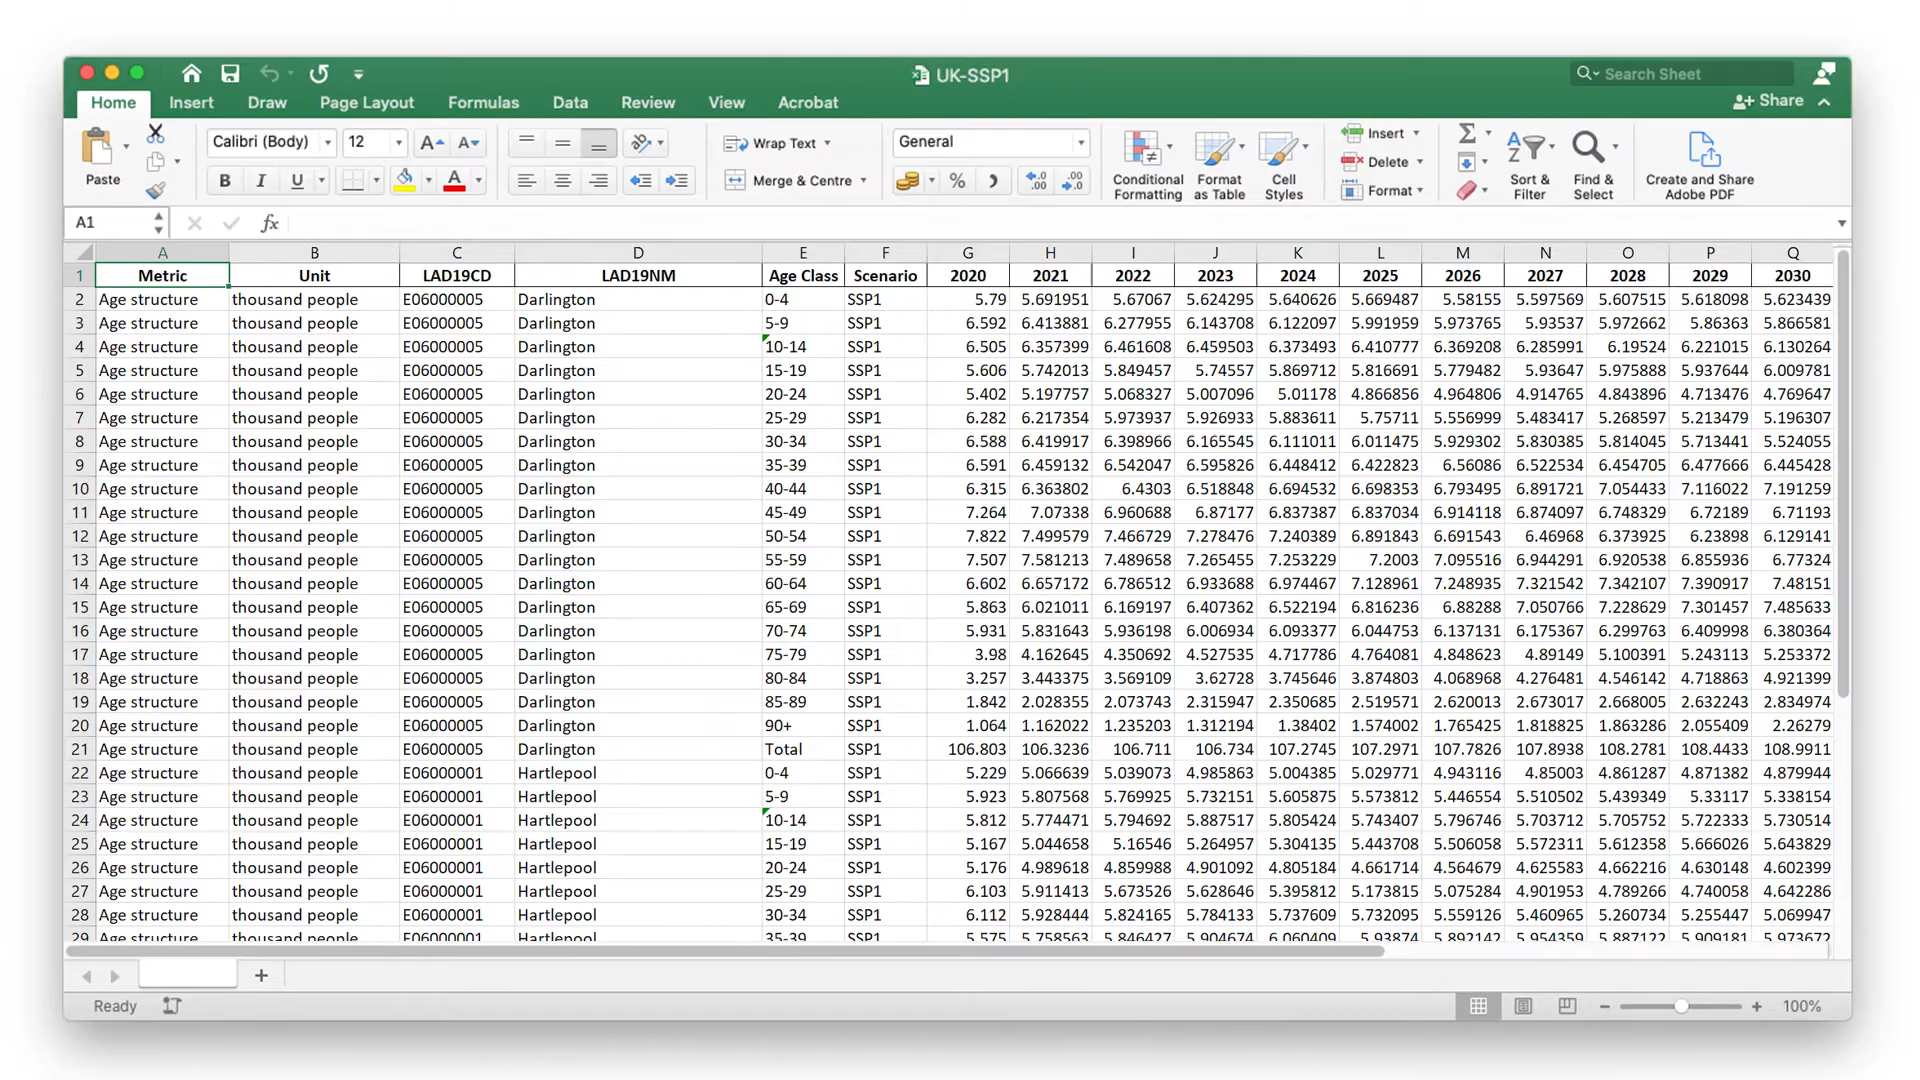 UK-SSP1
Search Sheet
Home Insert Draw Page Layout Formulas Data Review View Acrobat
Share
Calibri (Body) 12 A A Wrap Text General Insert
Paste B I U A Merge & Centre % Conditional Formatting Format as Table Cell Styles Delete Format Sort & Filter Find & Select Create and Share Adobe PDF
A1 fx
A B C D E F G H I J K L M N O P Q
1 Metric Unit LAD19CD LAD19NM Age Class Scenario 2020 2021 2022 2023 2024 2025 2026 2027 2028 2029 2030
2 Age structure thousand people E06000005 Darlington 0-4 SSP1 5.79 5.691951 5.67067 5.624295 5.640626 5.669487 5.58155 5.597569 5.607515 5.618098 5.623439
3 Age structure thousand people E06000005 Darlington 5-9 SSP1 6.592 6.413881 6.277955 6.143708 6.122097 5.991959 5.973765 5.93537 5.972662 5.86363 5.866581
4 Age structure thousand people E06000005 Darlington 10-14 SSP1 6.505 6.357399 6.461608 6.459503 6.373493 6.410777 6.369208 6.285991 6.19524 6.221015 6.130264
5 Age structure thousand people E06000005 Darlington 15-19 SSP1 5.606 5.742013 5.849457 5.74557 5.869712 5.816691 5.779482 5.93647 5.975888 5.937644 6.009781
6 Age structure thousand people E06000005 Darlington 20-24 SSP1 5.402 5.197757 5.068327 5.007096 5.01178 4.866856 4.964806 4.914765 4.843896 4.713476 4.769647
7 Age structure thousand people E06000005 Darlington 25-29 SSP1 6.282 6.217354 5.973937 5.926933 5.883611 5.75711 5.556999 5.483417 5.268597 5.213479 5.196307
8 Age structure thousand people E06000005 Darlington 30-34 SSP1 6.588 6.419917 6.398966 6.165545 6.111011 6.011475 5.929302 5.830385 5.814045 5.713441 5.524055
9 Age structure thousand people E06000005 Darlington 35-39 SSP1 6.591 6.459132 6.542047 6.595826 6.448412 6.422823 6.56086 6.522534 6.454705 6.477666 6.445428
10 Age structure thousand people E06000005 Darlington 40-44 SSP1 6.315 6.363802 6.4303 6.518848 6.694532 6.698353 6.793495 6.891721 7.054433 7.116022 7.191259
11 Age structure thousand people E06000005 Darlington 45-49 SSP1 7.264 7.07338 6.960688 6.87177 6.837387 6.837034 6.914118 6.874097 6.748329 6.72189 6.71193
12 Age structure thousand people E06000005 Darlington 50-54 SSP1 7.822 7.499579 7.466729 7.278476 7.240389 6.891843 6.691543 6.46968 6.373925 6.23898 6.129141
13 Age structure thousand people E06000005 Darlington 55-59 SSP1 7.507 7.581213 7.489658 7.265455 7.253229 7.2003 7.095516 6.944291 6.920538 6.855936 6.77324
14 Age structure thousand people E06000005 Darlington 60-64 SSP1 6.602 6.657172 6.786512 6.933688 6.974467 7.128961 7.248935 7.321542 7.342107 7.390917 7.48151
15 Age structure thousand people E06000005 Darlington 65-69 SSP1 5.863 6.021011 6.169197 6.407362 6.522194 6.816236 6.88288 7.050766 7.228629 7.301457 7.485633
16 Age structure thousand people E06000005 Darlington 70-74 SSP1 5.931 5.831643 5.936198 6.006934 6.093377 6.044753 6.137131 6.175367 6.299763 6.409998 6.380364
17 Age structure thousand people E06000005 Darlington 75-79 SSP1 3.98 4.162645 4.350692 4.527535 4.717786 4.764081 4.848623 4.89149 5.100391 5.243113 5.253372
18 Age structure thousand people E06000005 Darlington 80-84 SSP1 3.257 3.443375 3.569109 3.62728 3.745646 3.874803 4.068968 4.276481 4.546142 4.718863 4.921399
19 Age structure thousand people E06000005 Darlington 85-89 SSP1 1.842 2.028355 2.073743 2.315947 2.350685 2.519571 2.620013 2.673017 2.668005 2.632243 2.834974
20 Age structure thousand people E06000005 Darlington 90+ SSP1 1.064 1.162022 1.235203 1.312194 1.38402 1.574002 1.765425 1.818825 1.863286 2.055409 2.26279
21 Age structure thousand people E06000005 Darlington Total SSP1 106.803 106.3236 106.711 106.734 107.2745 107.2971 107.7826 107.8938 108.2781 108.4433 108.9911
22 Age structure thousand people E06000001 Hartlepool 0-4 SSP1 5.229 5.066639 5.039073 4.985863 5.004385 5.029771 4.943116 4.85003 4.861287 4.871382 4.879944
23 Age structure thousand people E06000001 Hartlepool 5-9 SSP1 5.923 5.807568 5.769925 5.732151 5.605875 5.573812 5.446554 5.510502 5.439349 5.33117 5.338154
24 Age structure thousand people E06000001 Hartlepool 10-14 SSP1 5.812 5.774471 5.794692 5.887517 5.805424 5.743407 5.796746 5.703712 5.705752 5.722333 5.730514
25 Age structure thousand people E06000001 Hartlepool 15-19 SSP1 5.167 5.044658 5.16546 5.264957 5.304135 5.443708 5.506058 5.572311 5.612358 5.666026 5.643829
26 Age structure thousand people E06000001 Hartlepool 20-24 SSP1 5.176 4.989618 4.859988 4.901092 4.805184 4.661714 4.564679 4.625583 4.662216 4.630148 4.602399
27 Age structure thousand people E06000001 Hartlepool 25-29 SSP1 6.103 5.911413 5.673526 5.628646 5.395812 5.173815 5.075284 4.901953 4.789266 4.740058 4.642286
28 Age structure thousand people E06000001 Hartlepool 30-34 SSP1 6.112 5.928444 5.824165 5.784133 5.737609 5.732095 5.559126 5.460965 5.260734 5.255447 5.069947
29 Age structure thousand people E06000001 Hartlepool 35-39 SSP1 5.575 5.758563 5.846427 5.904674 6.060409 5.93874 5.892142 5.954359 5.887122 5.909181 5.973672
Ready 100%